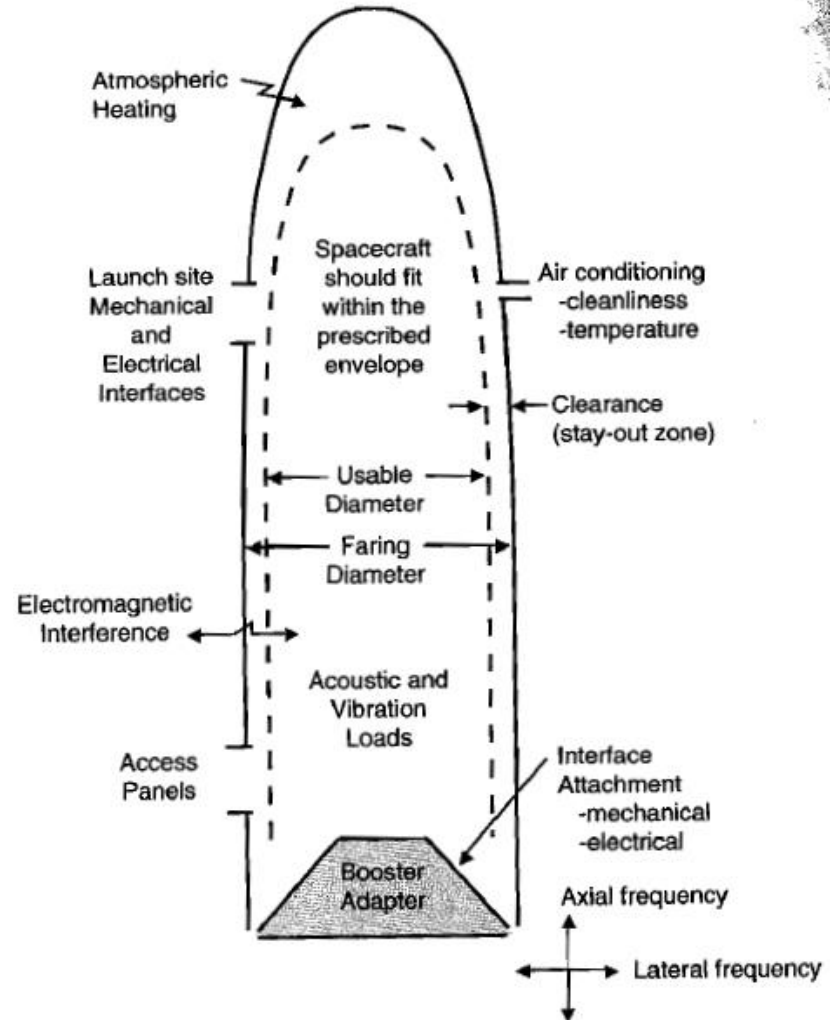 Atmospheric
Heating
Spacecraft
should fit
within the
prescribed
envelope
Launch site
Mechanical
and
Electrical
Interfaces
Air conditioning
-cleanliness
-temperature
Clearance
(stay-out zone)
Usable
Diameter
Faring
Diameter
Electromagnetic
Interference
Acoustic and
Vibration
Loads
Access
Panels
Interface
Attachment
-mechanical
-electrical
Booster
Adapter
Axial frequency
Lateral frequency